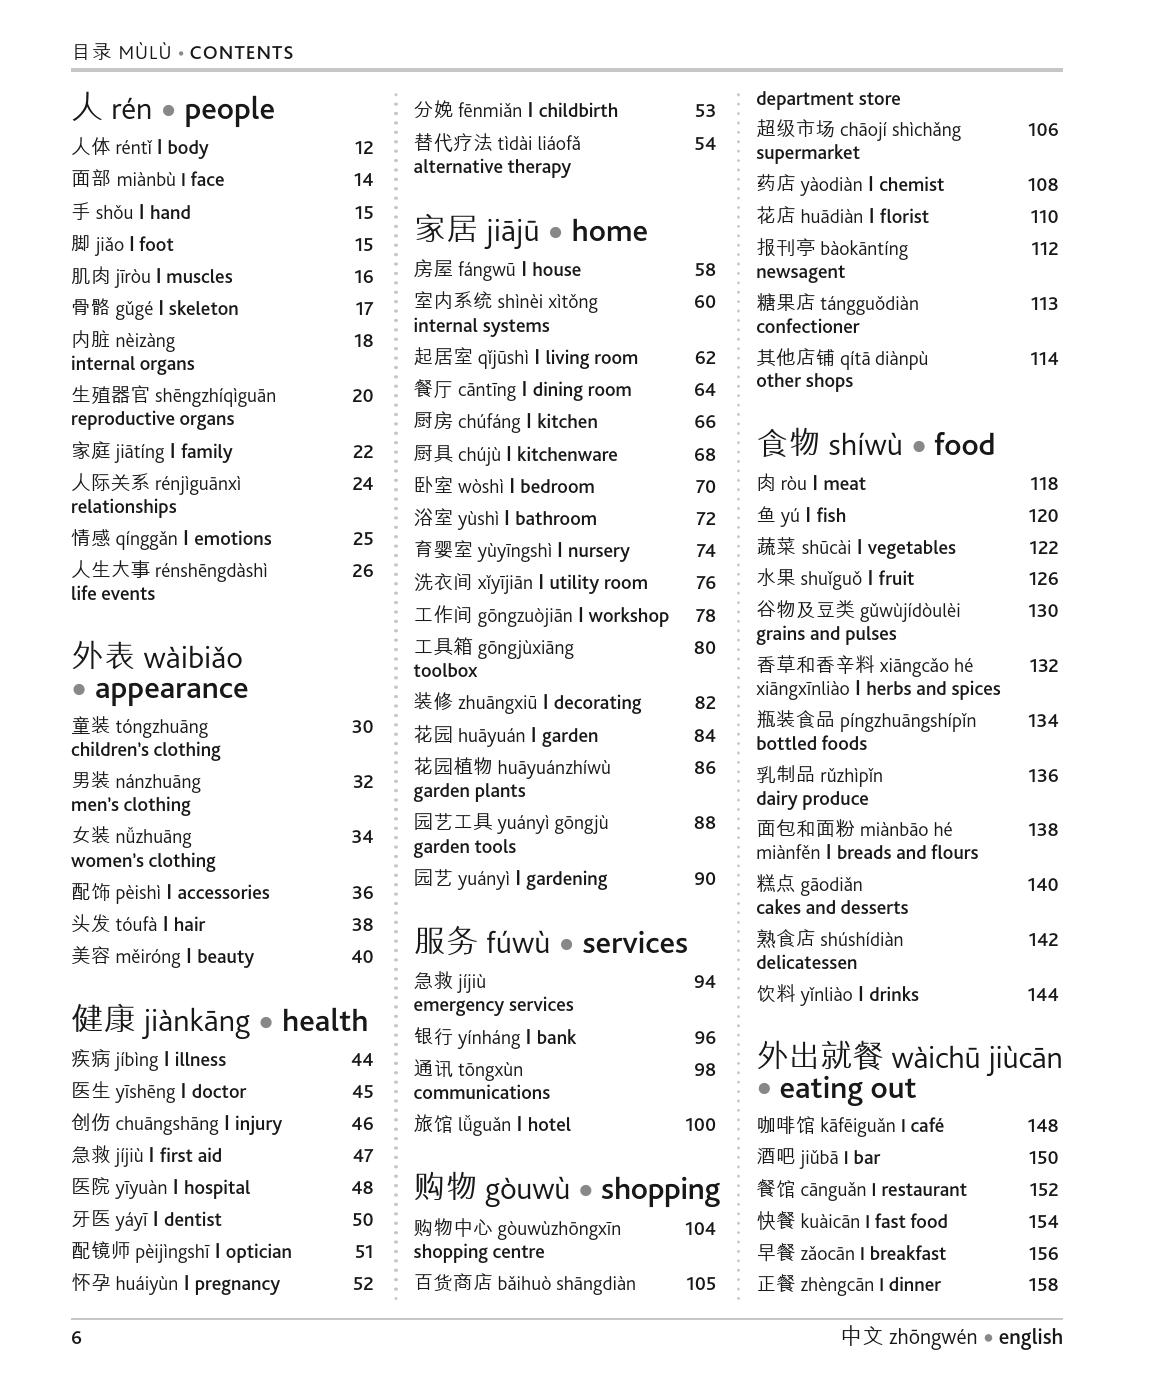 目录 MÙLÙ • CONTENTS
人 rén • people
人体 réntǐ | body 12
面部 miànbù | face 14
手 shǒu | hand 15
脚 jiǎo | foot 15
肌肉 jīròu | muscles 16
骨骼 gǔgé | skeleton 17
内脏 nèizàng 18
internal organs
生殖器官 shēngzhíqìguān 20
reproductive organs
家庭 jiātíng | family 22
人际关系 rénjìguānxì 24
relationships
情感 qínggǎn | emotions 25
人生大事 rénshēngdàshì 26
life events
外表 wàibiǎo
• appearance
童装 tóngzhuāng 30
children's clothing
男装 nánzhuāng 32
men's clothing
女装 nǚzhuāng 34
women's clothing
配饰 pèishì | accessories 36
头发 tóufà | hair 38
美容 měiróng | beauty 40
健康 jiànkāng • health
疾病 jíbìng | illness 44
医生 yīshēng | doctor 45
创伤 chuāngshāng | injury 46
急救 jíjiù | first aid 47
医院 yīyuàn | hospital 48
牙医 yáyī | dentist 50
配镜师 pèijìngshī | optician 51
怀孕 huáiyùn | pregnancy 52
分娩 fēnmiǎn | childbirth 53
替代疗法 tìdài liáofǎ 54
alternative therapy
家居 jiājū • home
房屋 fángwū | house 58
室内系统 shìnèi xìtǒng 60
internal systems
起居室 qǐjūshì | living room 62
餐厅 cāntīng | dining room 64
厨房 chúfáng | kitchen 66
厨具 chújù | kitchenware 68
卧室 wòshì | bedroom 70
浴室 yùshì | bathroom 72
育婴室 yùyīngshì | nursery 74
洗衣间 xǐyījiān | utility room 76
工作间 gōngzuòjiān | workshop 78
工具箱 gōngjùxiāng 80
toolbox
装修 zhuāngxiū | decorating 82
花园 huāyuán | garden 84
花园植物 huāyuánzhíwù 86
garden plants
园艺工具 yuányì gōngjù 88
garden tools
园艺 yuányì | gardening 90
服务 fúwù • services
急救 jíjiù 94
emergency services
银行 yínháng | bank 96
通讯 tōngxùn 98
communications
旅馆 lǚguǎn | hotel 100
购物 gòuwù • shopping
购物中心 gòuwùzhōngxīn 104
shopping centre
百货商店 bǎihuò shāngdiàn 105
department store
超级市场 chāojí shìchǎng 106
supermarket
药店 yàodiàn | chemist 108
花店 huādiàn | florist 110
报刊亭 bàokāntíng 112
newsagent
糖果店 tángguǒdiàn 113
confectioner
其他店铺 qítā diànpù 114
other shops
食物 shíwù • food
肉 ròu | meat 118
鱼 yú | fish 120
蔬菜 shūcài | vegetables 122
水果 shuǐguǒ | fruit 126
谷物及豆类 gǔwùjídòulèi 130
grains and pulses
香草和香辛料 xiāngcǎo hé 132
xiāngxīnliào | herbs and spices
瓶装食品 píngzhuāngshípǐn 134
bottled foods
乳制品 rǔzhìpǐn 136
dairy produce
面包和面粉 miànbāo hé 138
miànfěn | breads and flours
糕点 gāodiǎn 140
cakes and desserts
熟食店 shúshídiàn 142
delicatessen
饮料 yǐnliào | drinks 144
外出就餐 wàichū jiùcān
• eating out
咖啡馆 kāfēiguǎn | café 148
酒吧 jiǔbā | bar 150
餐馆 cānguǎn | restaurant 152
快餐 kuàicān | fast food 154
早餐 zǎocān | breakfast 156
正餐 zhèngcān | dinner 158
6 中文 zhōngwén • english